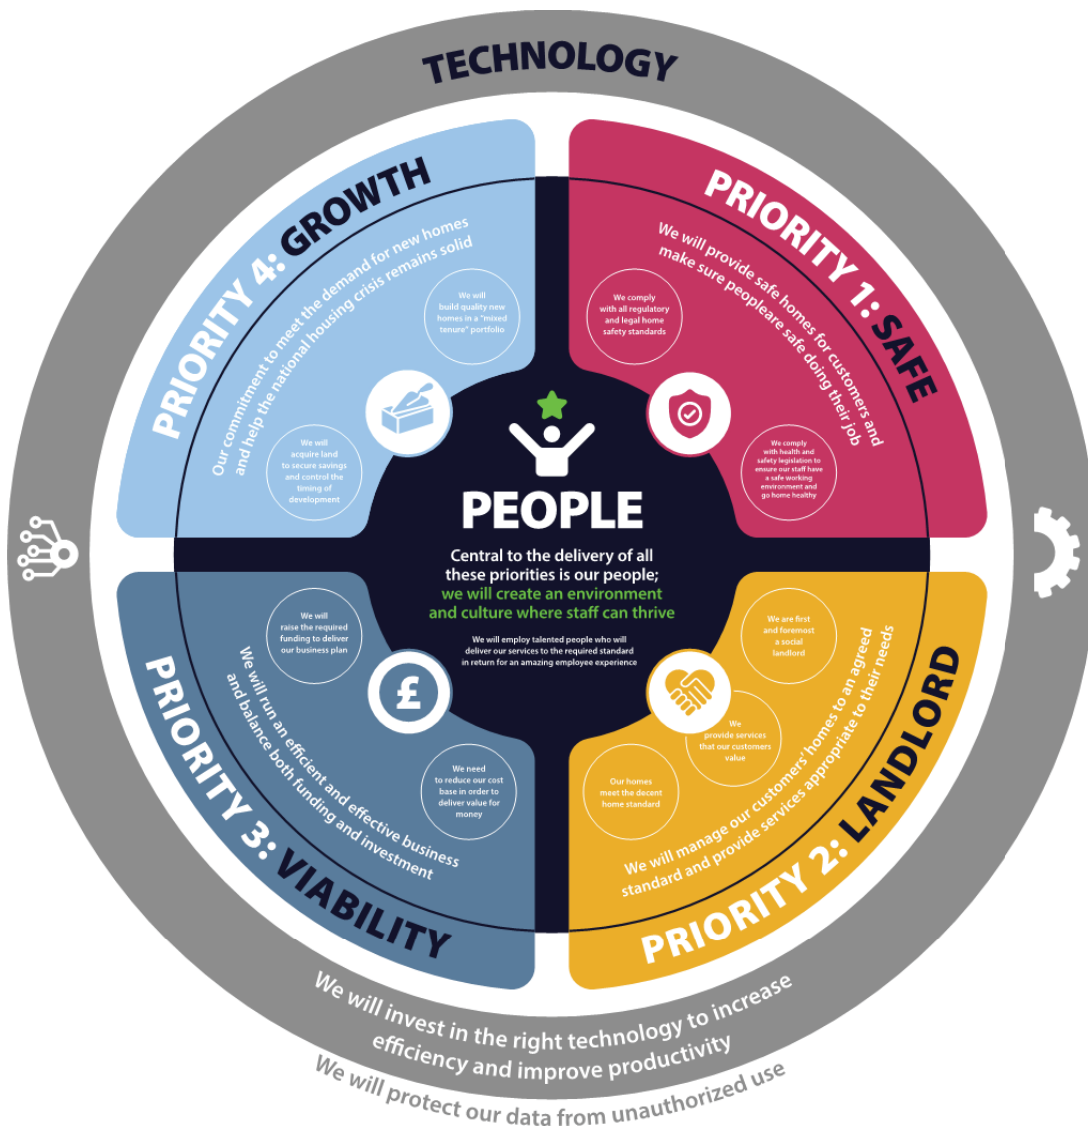 TECHNOLOGY
PRIORITY 4: GROWTH
Our commitment to meet the demand for new homes
and help the national housing crisis remains solid
We will
build quality new
homes in a "mixed
tenure" portfolio
We will
acquire land
to secure savings
and control the
timing of
development
PRIORITY 1: SAFE
We will provide safe homes for customers and
make sure peopleare safe doing their job
We comply
with all regulatory
and legal home
safety standards
We comply
with health and
safety legislation to
ensure our staff have
a safe working
environment and
go home healthy
PEOPLE
Central to the delivery of all
these priorities is our people;
we will create an environment
and culture where staff can thrive
We will employ talented people who will
deliver our services to the required standard
in return for an amazing employee experience
PRIORITY 3: VIABILITY
We will run an efficient and effective business
and balance both funding and investment
We will
raise the required
funding to deliver
our business plan
£
We need
to reduce our cost
base in order to
deliver value for
money
PRIORITY 2: LANDLORD
We will manage our customers' homes to an agreed
standard and provide services appropriate to their needs
We are first
and foremost
a social
landlord
We
provide services
that our customers
value
Our homes
meet the decent
home standard
We will invest in the right technology to increase
efficiency and improve productivity
We will protect our data from unauthorized use